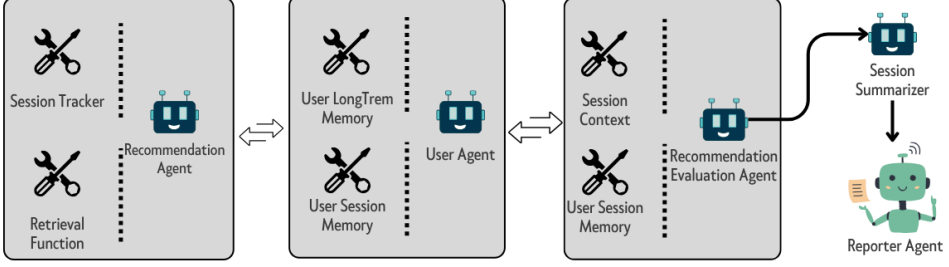 Session Tracker
Recommendation
Agent
Retrieval
Function
User LongTrem
Memory
User Agent
User Session
Memory
Session
Context
Recommendation
Evaluation Agent
User Session
Memory
Session
Summarizer
Reporter Agent